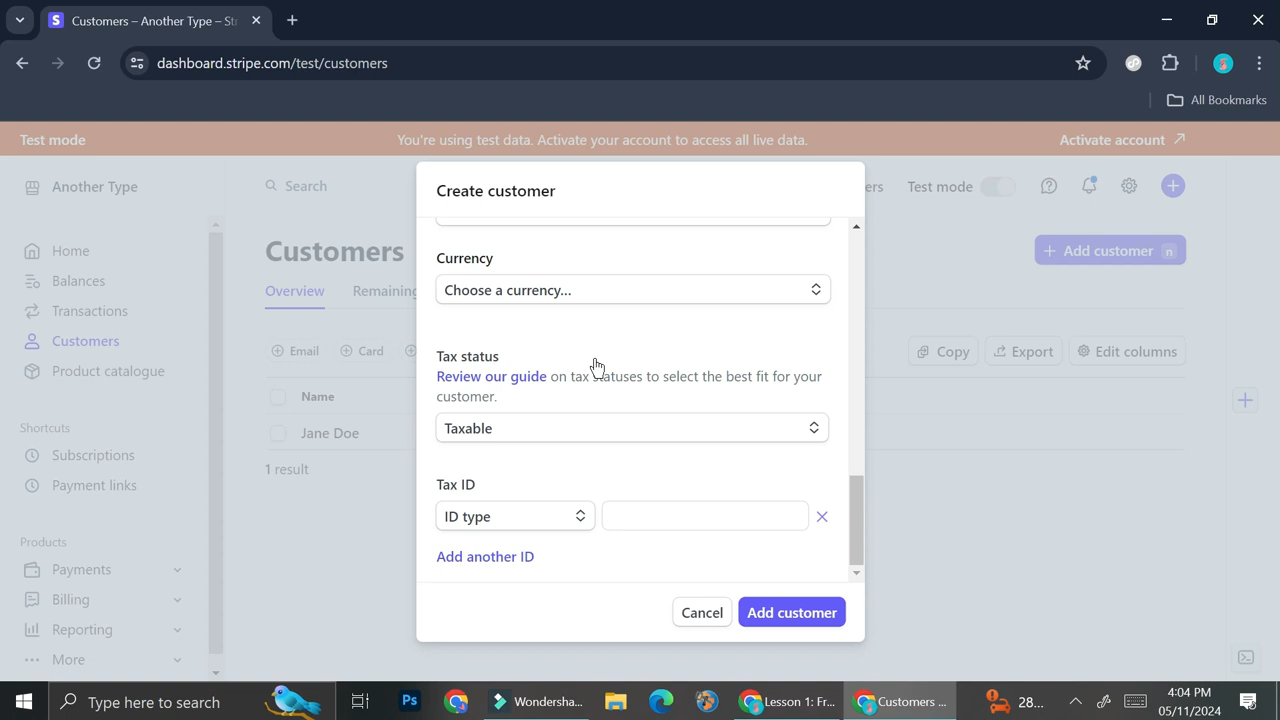 Customers – Another Type – St
dashboard.stripe.com/test/customers
All Bookmarks
Test mode
You're using test data. Activate your account to access all live data.
Activate account
Another Type
Search
Test mode
Home
Balances
Transactions
Customers
Product catalogue
Shortcuts
Subscriptions
Payment links
Products
Payments
Billing
Reporting
More
Customers
Add customer n
Overview
Remaining
Email
Card
Copy
Export
Edit columns
Name
Jane Doe
1 result
Create customer
Currency
Choose a currency...
Tax status
Review our guide on tax statuses to select the best fit for your
customer.
Taxable
Tax ID
ID type
Add another ID
Cancel
Add customer
Type here to search
Ps
Wondersha...
Lesson 1: Fr...
Customers ...
28...
4:04 PM
05/11/2024